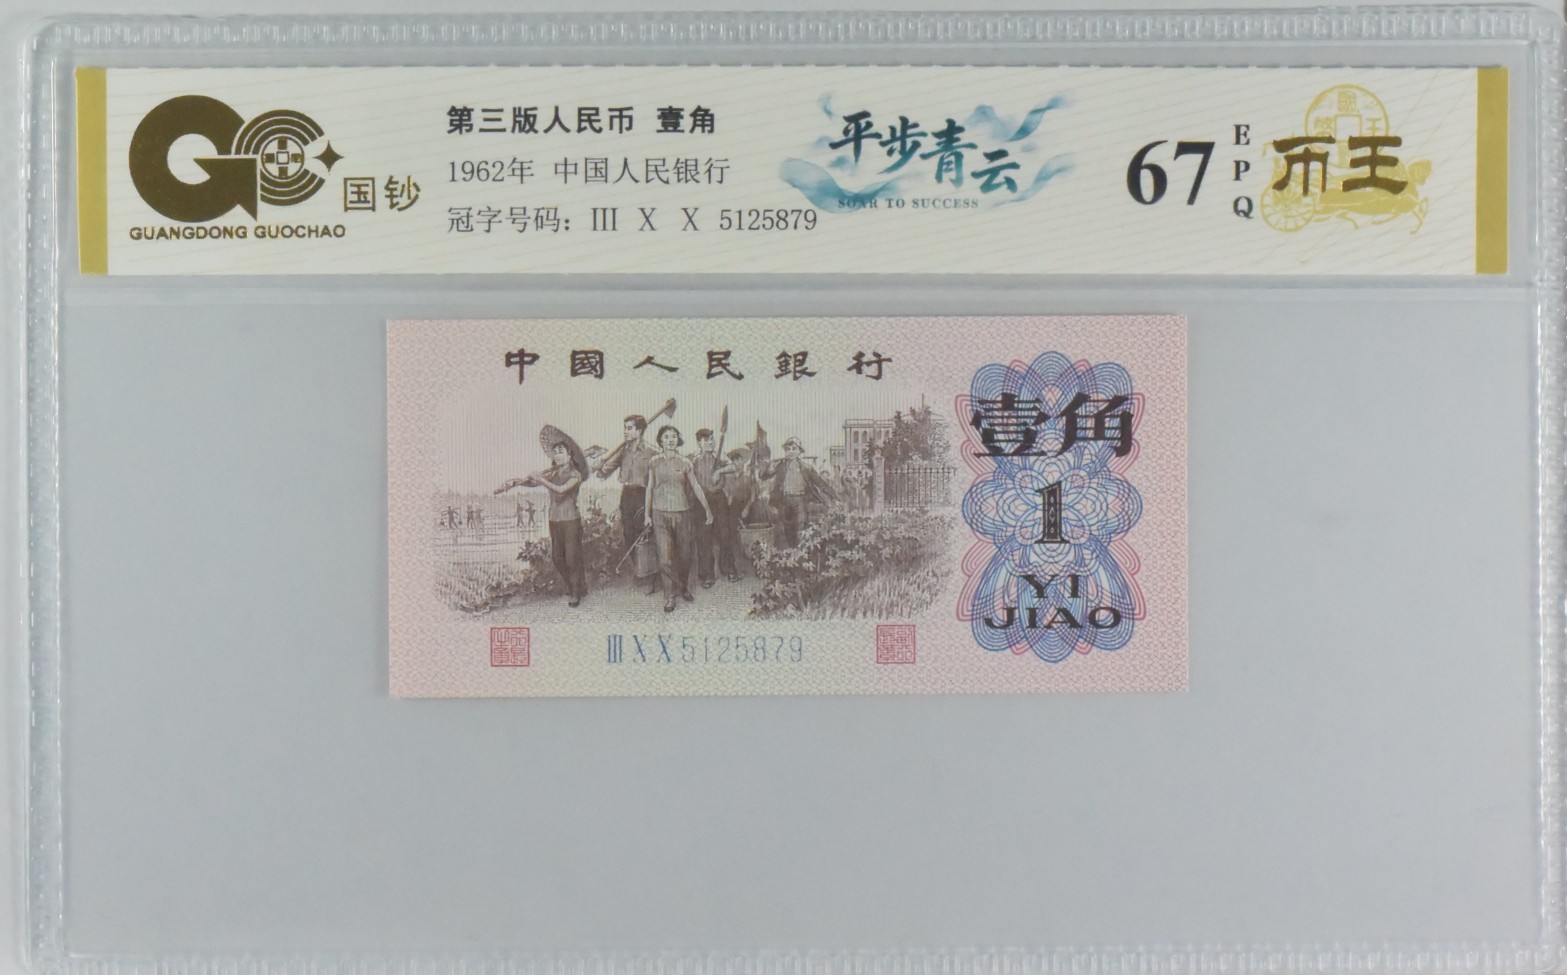 国钞
GUANGDONG GUOCHAO
第三版人民币 壹角
1962年 中国人民银行
冠字号码: III X X 5125879
平步青云
SOAR TO SUCCESS
67
EPQ
币王
中國人民銀行
壹角
1
YI
JIAO
III X X 5125879